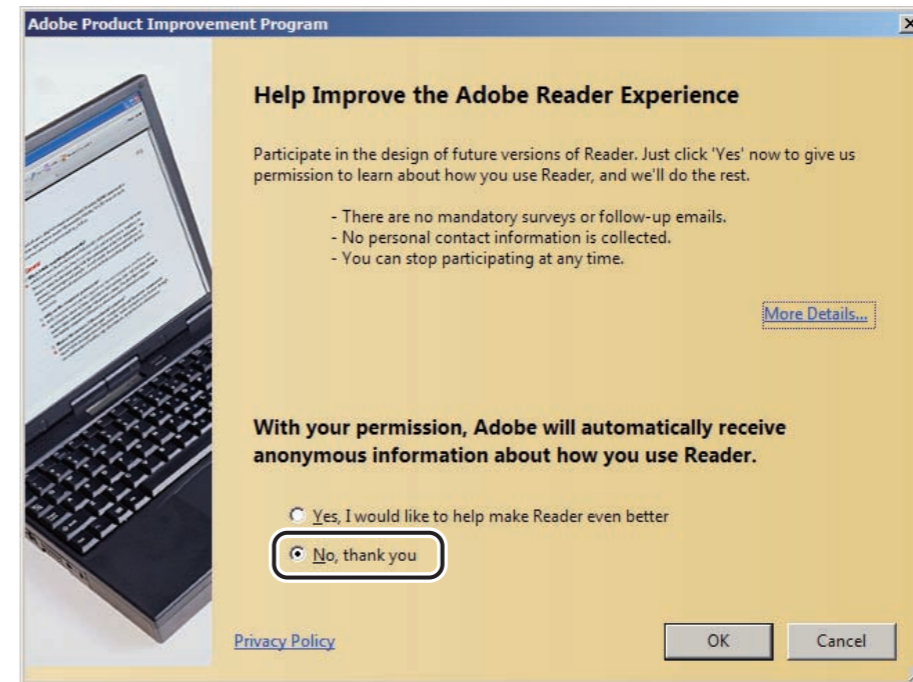 Adobe Product Improvement Program
Help Improve the Adobe Reader Experience
Participate in the design of future versions of Reader. Just click 'Yes' now to give us
permission to learn about how you use Reader, and we'll do the rest.
- There are no mandatory surveys or follow-up emails.
- No personal contact information is collected.
- You can stop participating at any time.
More Details...
With your permission, Adobe will automatically receive
anonymous information about how you use Reader.
Yes, I would like to help make Reader even better
No, thank you
Privacy Policy
OK
Cancel